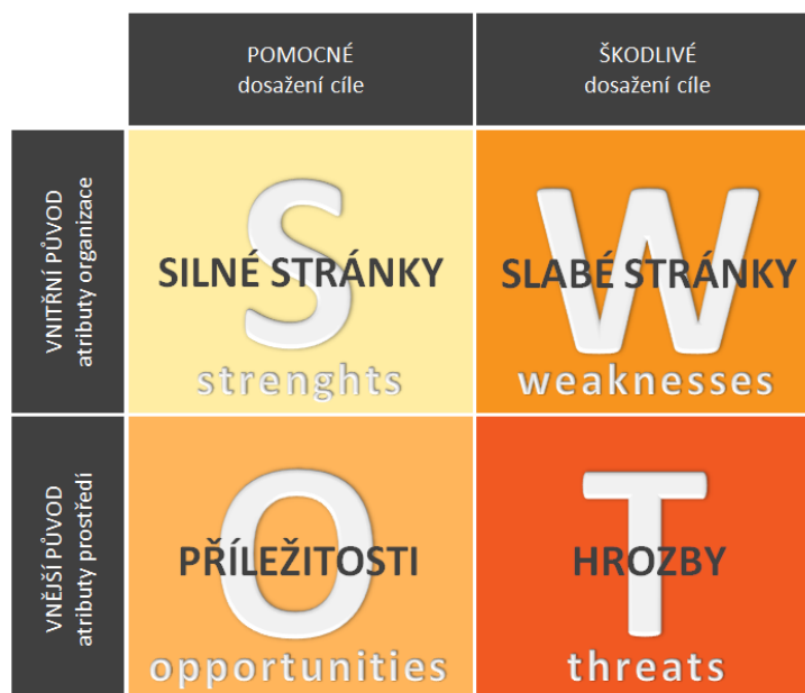 POMOCNÉ
dosažení cíle
ŠKODLIVÉ
dosažení cíle
VNITŘNÍ PŮVOD
atributy organizace
S
SILNÉ STRÁNKY
strenghts
W
SLABÉ STRÁNKY
weaknesses
VNĚJŠÍ PŮVOD
atributy prostředí
O
PŘÍLEŽITOSTI
opportunities
T
HROZBY
threats